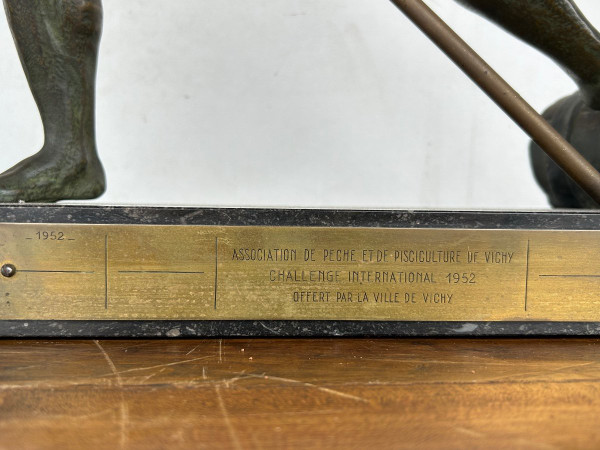 1952
ASSOCIATION DE PECHE ET DE PISCICULTURE DE VICHY
CHALLENGE INTERNATIONAL 1952
OFFERT PAR LA VILLE DE VICHY